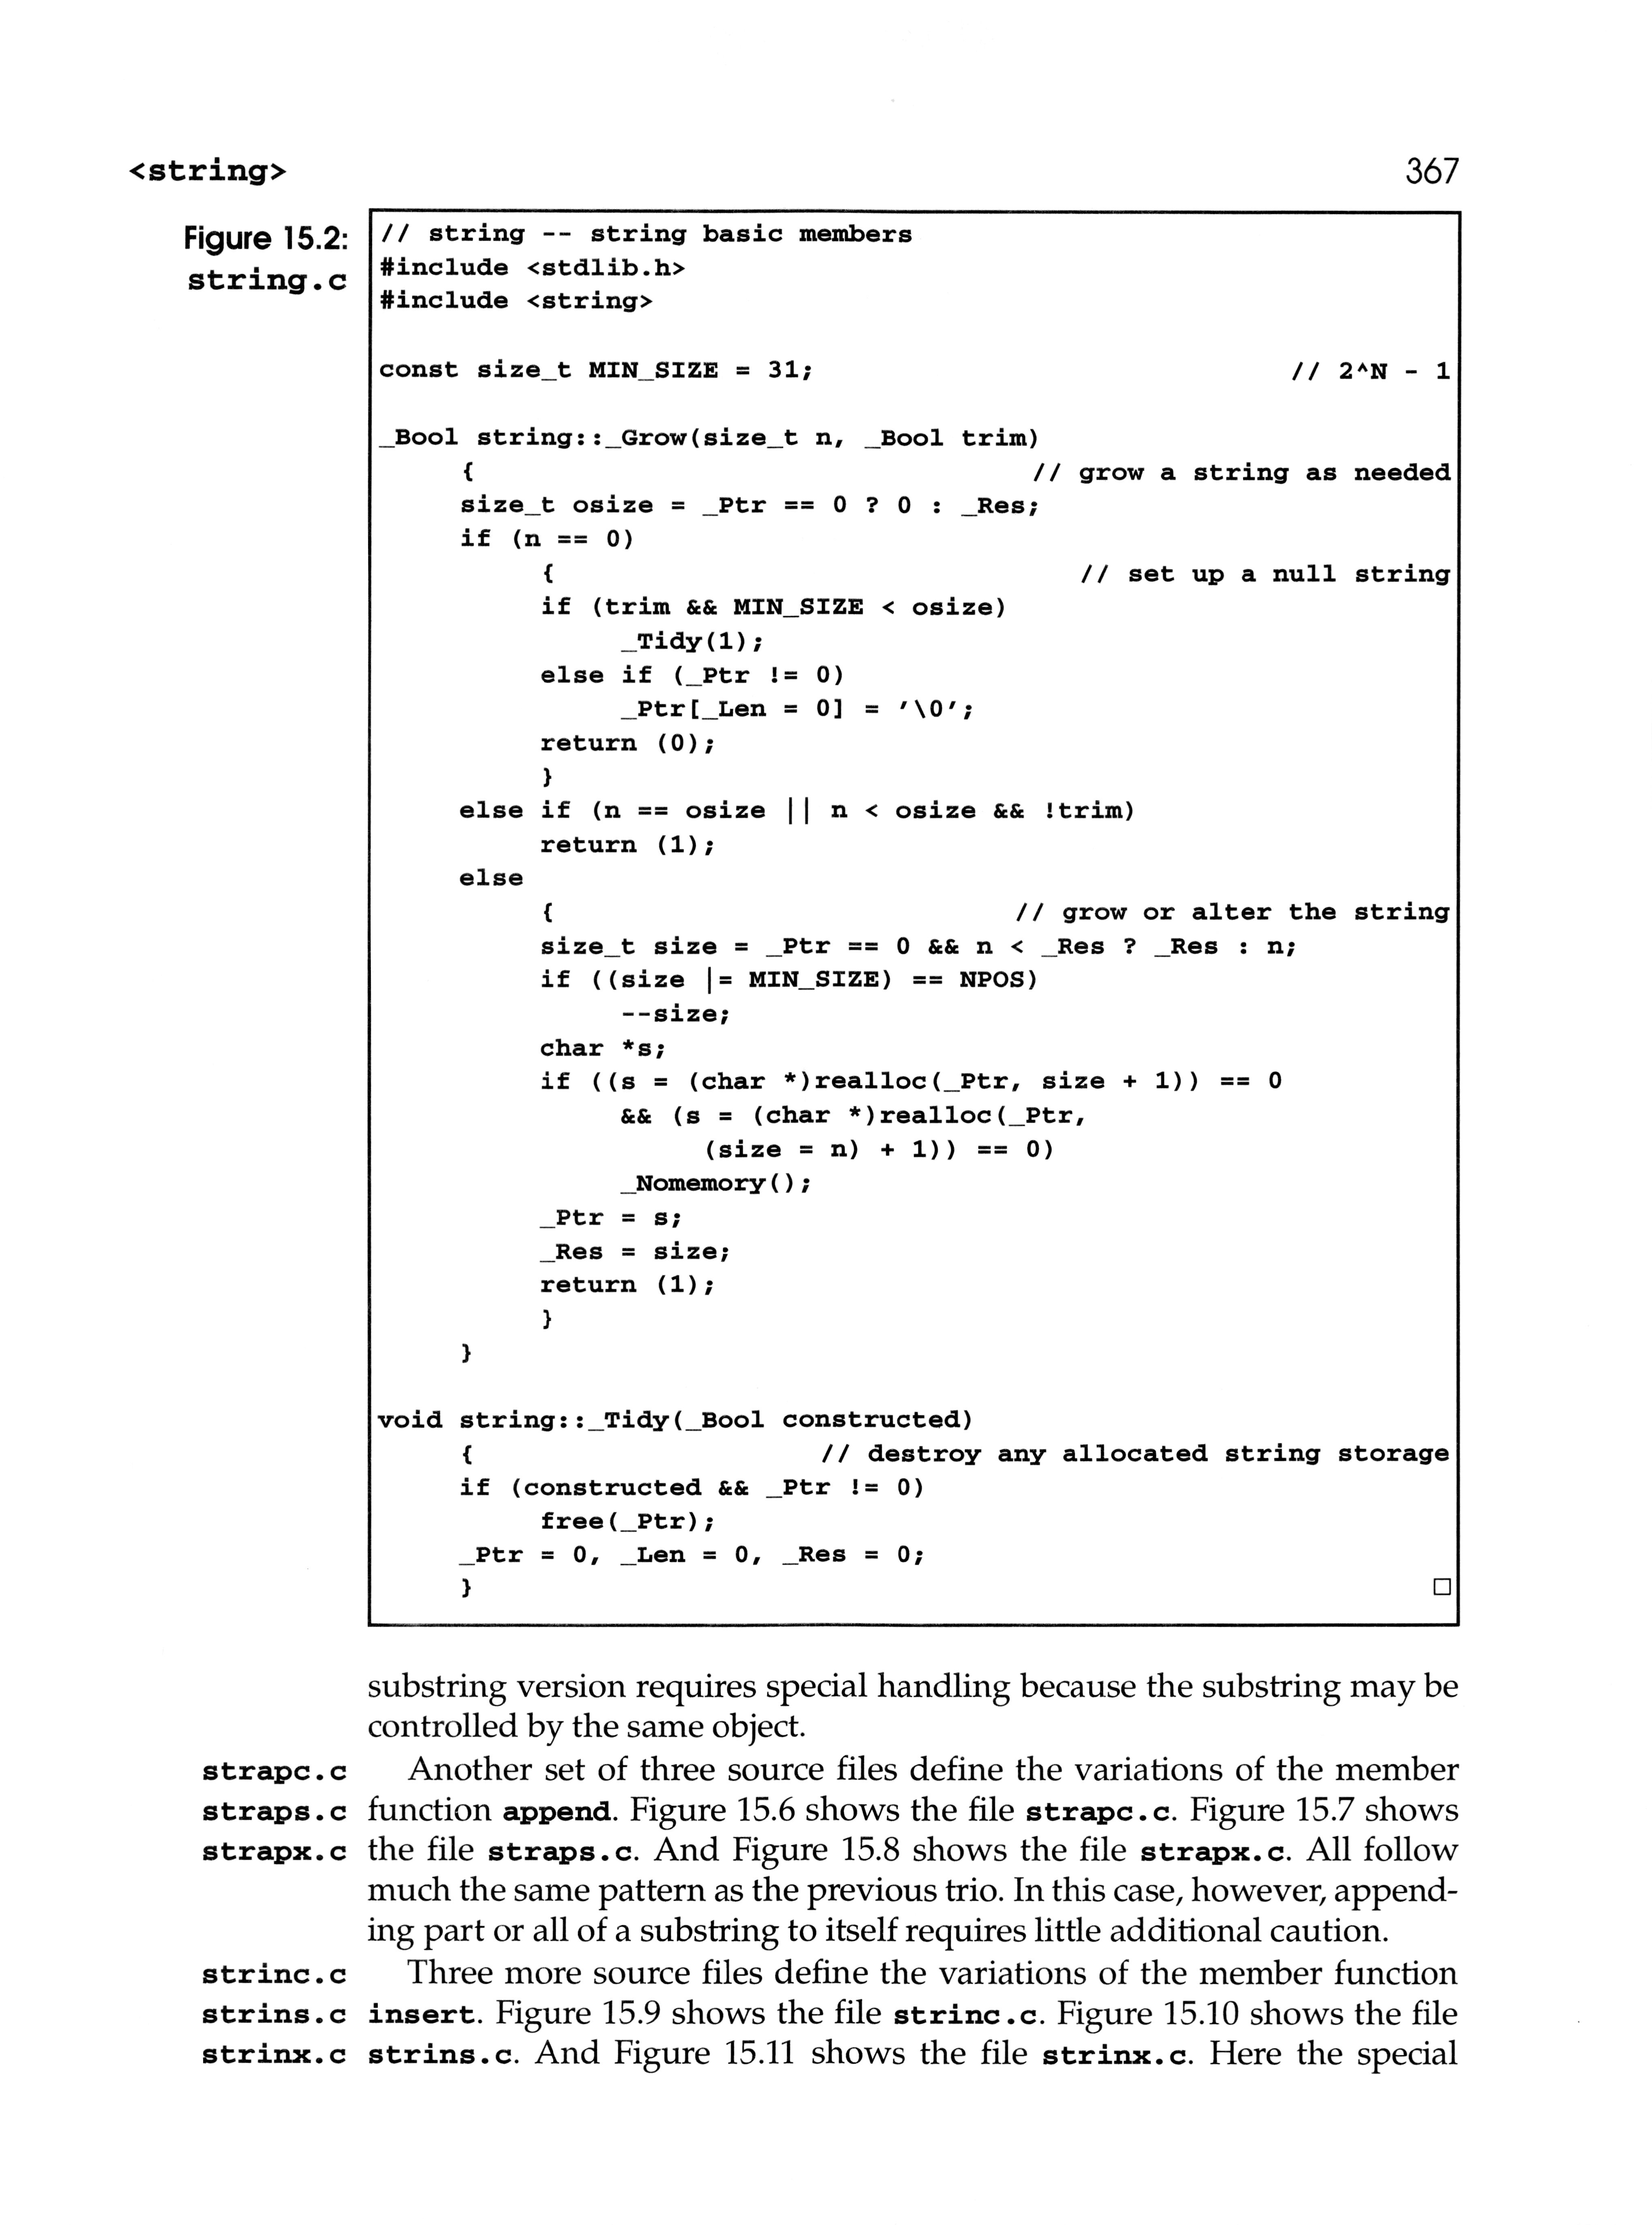 <string>
367
Figure 15.2:
string.c
// string -- string basic members
#include <stdlib.h>
#include <string>
const size_t MIN_SIZE = 31; // 2^N - 1
_Bool string::_Grow(size_t n, _Bool trim)
{ // grow a string as needed
size_t osize = _Ptr == 0 ? 0 : _Res;
if (n == 0)
{ // set up a null string
if (trim && MIN_SIZE < osize)
_Tidy(1);
else if (_Ptr != 0)
_Ptr[_Len = 0] = '\0';
return (0);
}
else if (n == osize || n < osize && !trim)
return (1);
else
{ // grow or alter the string
size_t size = _Ptr == 0 && n < _Res ? _Res : n;
if ((size |= MIN_SIZE) == NPOS)
--size;
char *s;
if ((s = (char *)realloc(_Ptr, size + 1)) == 0
&& (s = (char *)realloc(_Ptr,
(size = n) + 1)) == 0)
_Nomemory();
_Ptr = s;
_Res = size;
return (1);
}
}
void string::_Tidy(_Bool constructed)
{ // destroy any allocated string storage
if (constructed && _Ptr != 0)
free(_Ptr);
_Ptr = 0, _Len = 0, _Res = 0;
} □
substring version requires special handling because the substring may be
controlled by the same object.
strapc.c Another set of three source files define the variations of the member
straps.c function append. Figure 15.6 shows the file strapc.c. Figure 15.7 shows
strapx.c the file straps.c. And Figure 15.8 shows the file strapx.c. All follow
much the same pattern as the previous trio. In this case, however, append-
ing part or all of a substring to itself requires little additional caution.
strinc.c Three more source files define the variations of the member function
strins.c insert. Figure 15.9 shows the file strinc.c. Figure 15.10 shows the file
strinx.c strins.c. And Figure 15.11 shows the file strinx.c. Here the special